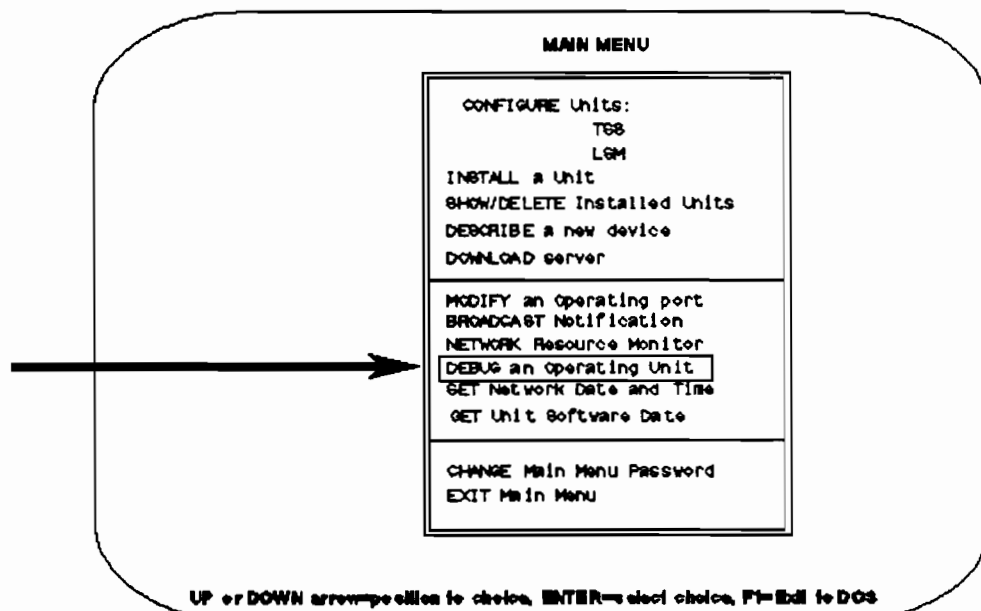 MAIN MENU
CONFIGURE Units:
TGS
LSM
INSTALL a Unit
SHOW/DELETE Installed Units
DESCRIBE a new device
DOWNLOAD server
MODIFY an Operating port
BROADCAST Notification
NETWORK Resource Monitor
DEBUG an Operating Unit
SET Network Date and Time
GET Unit Software Date
CHANGE Main Menu Password
EXIT Main Menu
UP or DOWN arrow=position to choice, ENTER=select choice, F1=Exit to DOS